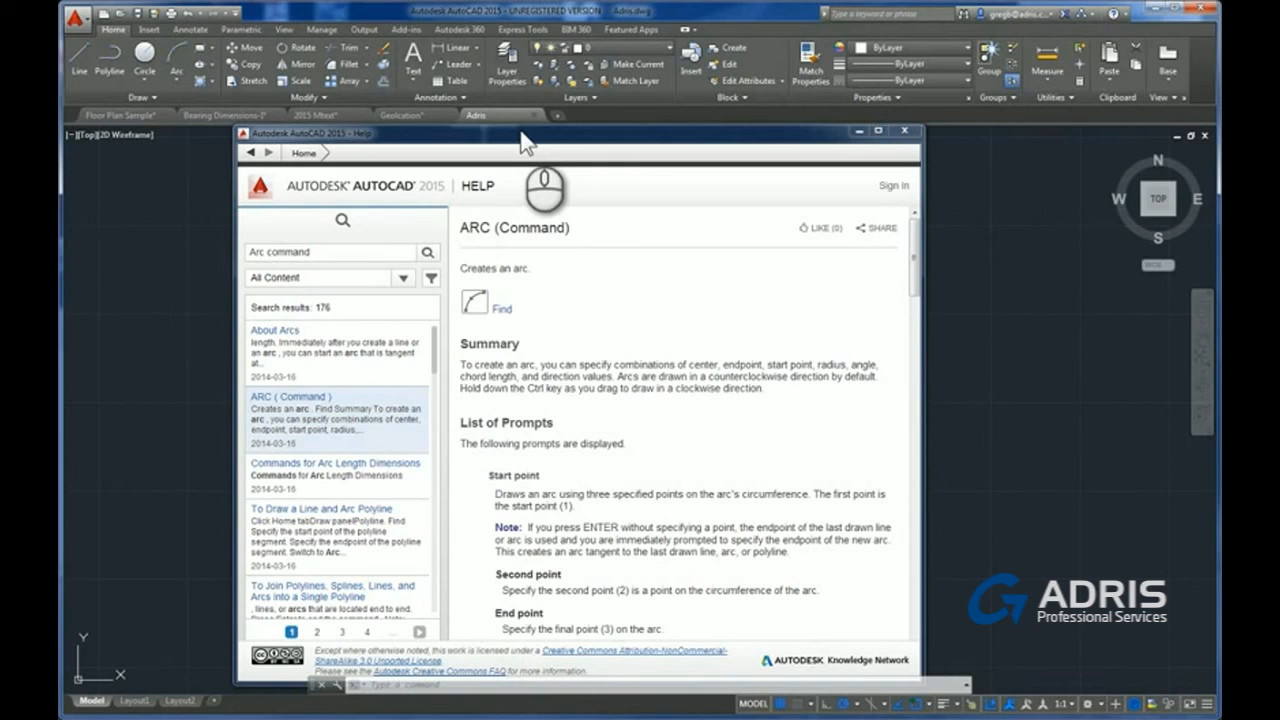 Autodesk AutoCAD 2015 - UNREGISTERED VERSION Adris.dwg
Type a keyword or phrase
gregb@adris.c...
Home Insert Annotate Parametric View Manage Output Add-ins Autodesk 360 Express Tools BIM 360 Featured Apps
Move Rotate Trim Linear 0 Create ByLayer
Copy Mirror Fillet Leader Make Current Edit ByLayer
Line Polyline Circle Arc Text Layer Properties Insert Match Properties Group Measure Paste Base
Stretch Scale Array Table Match Layer Edit Attributes ByLayer
Draw Modify Annotation Layers Block Properties Groups Utilities Clipboard View
Floor Plan Sample* Bearing Dimensions-I* 2015 Mtext* Geolocation* Adris
[-][Top][2D Wireframe]
Autodesk AutoCAD 2015 - Help
Home
AUTODESK AUTOCAD 2015 | HELP
Sign In
N
W TOP E
S
Arc command
All Content
Search results: 176
About Arcs
length. Immediately after you create a line or
an arc , you can start an arc that is tangent
at...
2014-03-16
ARC ( Command )
Creates an arc . Find Summary To create an
arc , you can specify combinations of center,
endpoint, start point, radius,...
2014-03-16
Commands for Arc Length Dimensions
Commands for Arc Length Dimensions
2014-03-16
To Draw a Line and Arc Polyline
Click Home tabDraw panelPolyline. Find
Specify the start point of the polyline
segment. Specify the endpoint of the polyline
segment. Switch to Arc...
2014-03-16
To Join Polylines, Splines, Lines, and
Arcs into a Single Polyline
, lines, or arcs that are located end to end.
1 2 3 4 ...
ARC (Command)
LIKE (0) SHARE
Creates an arc.
Find
Summary
To create an arc, you can specify combinations of center, endpoint, start point, radius, angle,
chord length, and direction values. Arcs are drawn in a counterclockwise direction by default.
Hold down the Ctrl key as you drag to draw in a clockwise direction.
List of Prompts
The following prompts are displayed.
Start point
Draws an arc using three specified points on the arc's circumference. The first point is
the start point (1).
Note: If you press ENTER without specifying a point, the endpoint of the last drawn line
or arc is used and you are immediately prompted to specify the endpoint of the new arc.
This creates an arc tangent to the last drawn line, arc, or polyline.
Second point
Specify the second point (2) is a point on the circumference of the arc.
End point
Specify the final point (3) on the arc.
Except where otherwise noted, this work is licensed under a Creative Commons Attribution-NonCommercial-
ShareAlike 3.0 Unported License.
Please see the Autodesk Creative Commons FAQ for more information.
AUTODESK Knowledge Network
ADRIS
Professional Services
Y
X
Type a command
Model Layout1 Layout2 +
MODEL 1:1